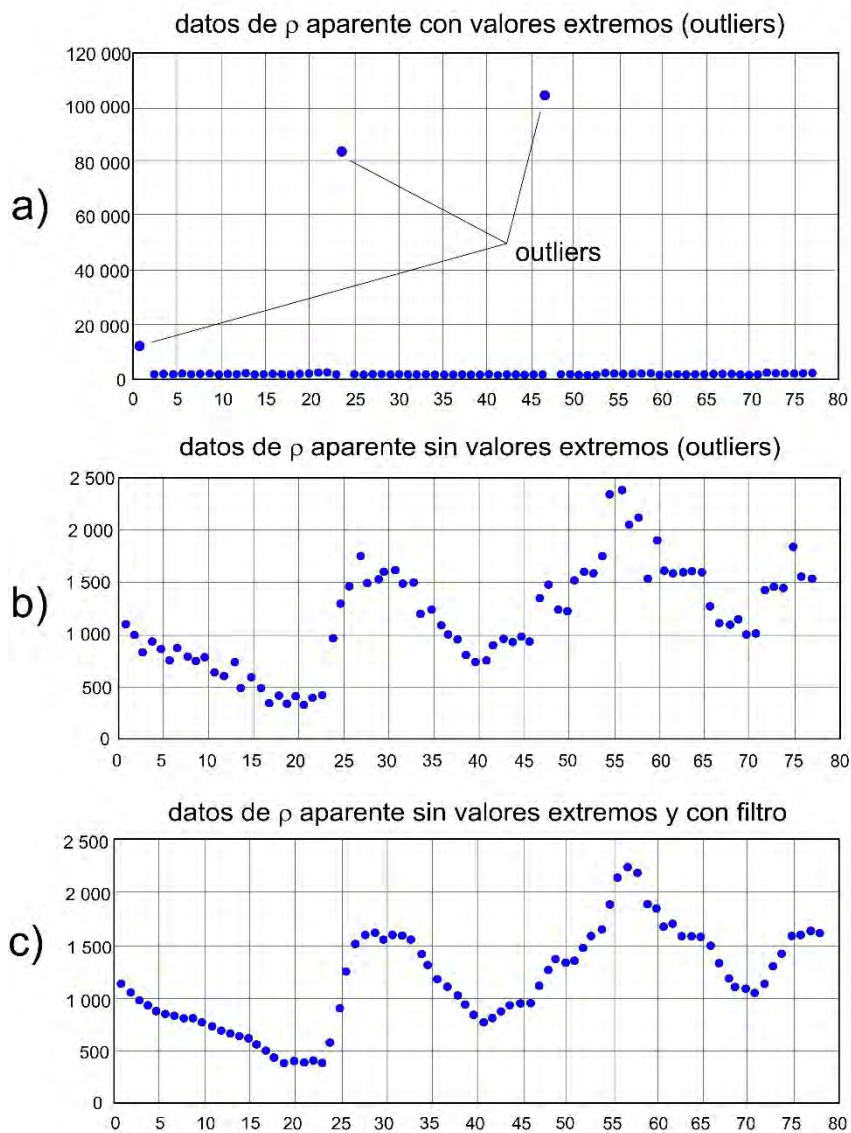 datos de ρ aparente con valores extremos (outliers)
120 000
100 000
80 000
60 000
40 000
20 000
0
a)
outliers
0 5 10 15 20 25 30 35 40 45 50 55 60 65 70 75 80
datos de ρ aparente sin valores extremos (outliers)
2 500
2 000
1 500
1 000
500
0
b)
0 5 10 15 20 25 30 35 40 45 50 55 60 65 70 75 80
datos de ρ aparente sin valores extremos y con filtro
2 500
2 000
1 500
1 000
500
0
c)
0 5 10 15 20 25 30 35 40 45 50 55 60 65 70 75 80